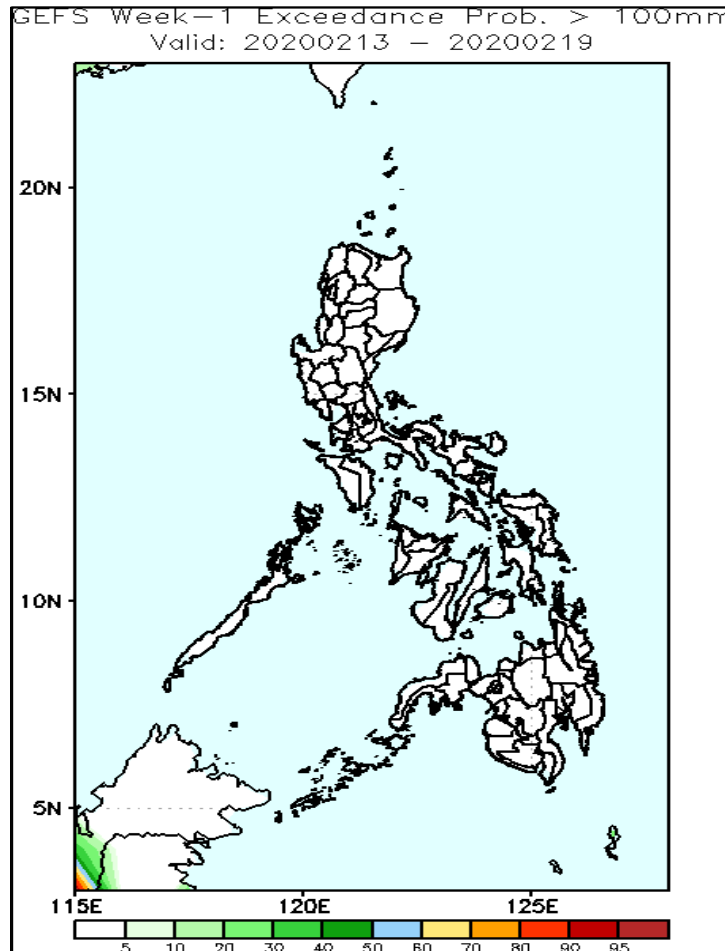 GEFS Week-1 Exceedance Prob. > 100mm
Valid: 20200213 - 20200219
20N
15N
10N
5N
115E 120E 125E
5 10 20 30 40 50 60 70 80 90 95